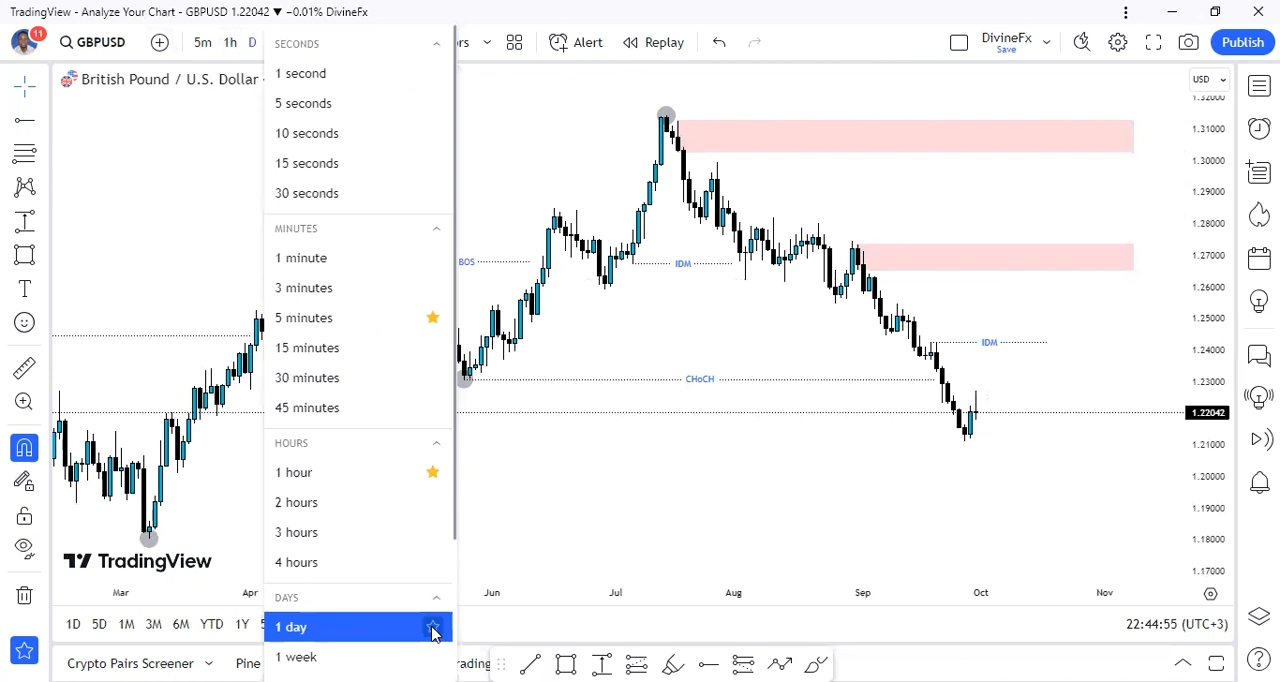 TradingView - Analyze Your Chart - GBPUSD 1.22042 ▼ −0.01% DivineFx
11
GBPUSD
5m 1h D
Alert
Replay
DivineFx
Save
Publish
British Pound / U.S. Dollar
USD
SECONDS
1 second
5 seconds
10 seconds
15 seconds
30 seconds
MINUTES
1 minute
3 minutes
5 minutes
15 minutes
30 minutes
45 minutes
HOURS
1 hour
2 hours
3 hours
4 hours
DAYS
1 day
1 week
BOS
IDM
IDM
CHoCH
1.32000
1.31000
1.30000
1.29000
1.28000
1.27000
1.26000
1.25000
1.24000
1.23000
1.22042
1.21000
1.20000
1.19000
1.18000
1.17000
TradingView
Mar Apr Jun Jul Aug Sep Oct Nov
1D 5D 1M 3M 6M YTD 1Y
22:44:55 (UTC+3)
Crypto Pairs Screener
Pine